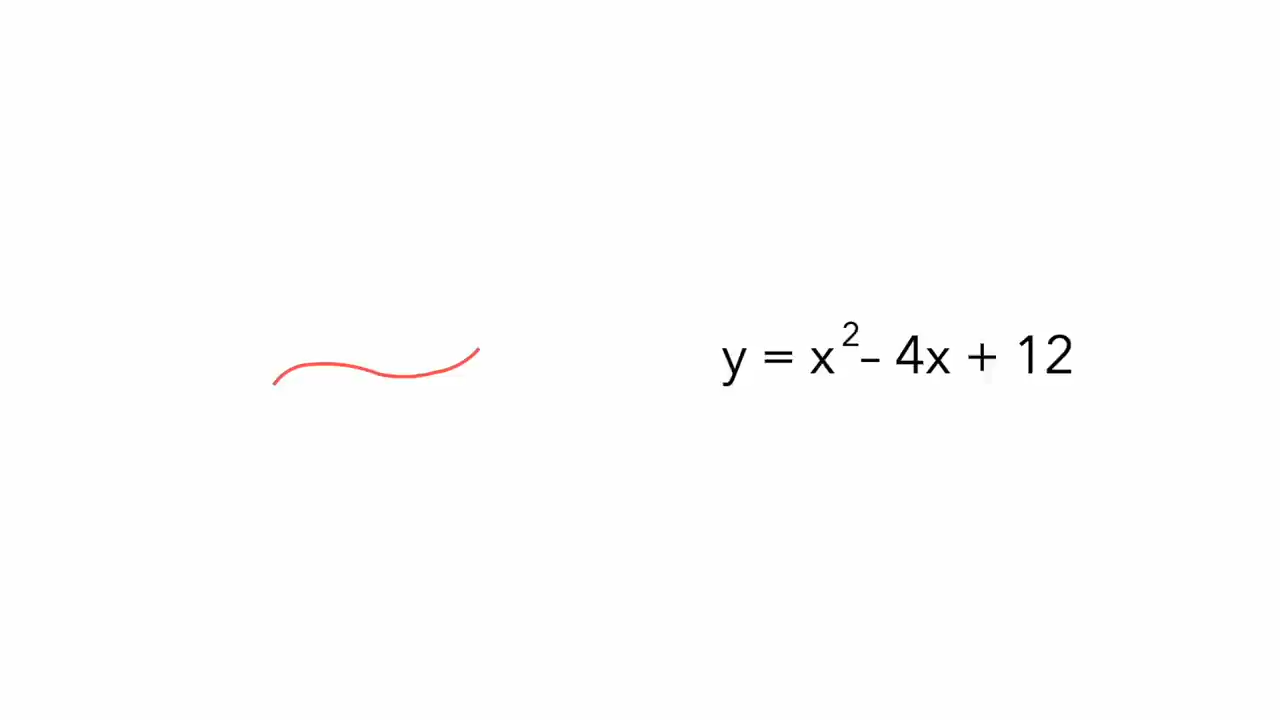 y = x²– 4x + 12